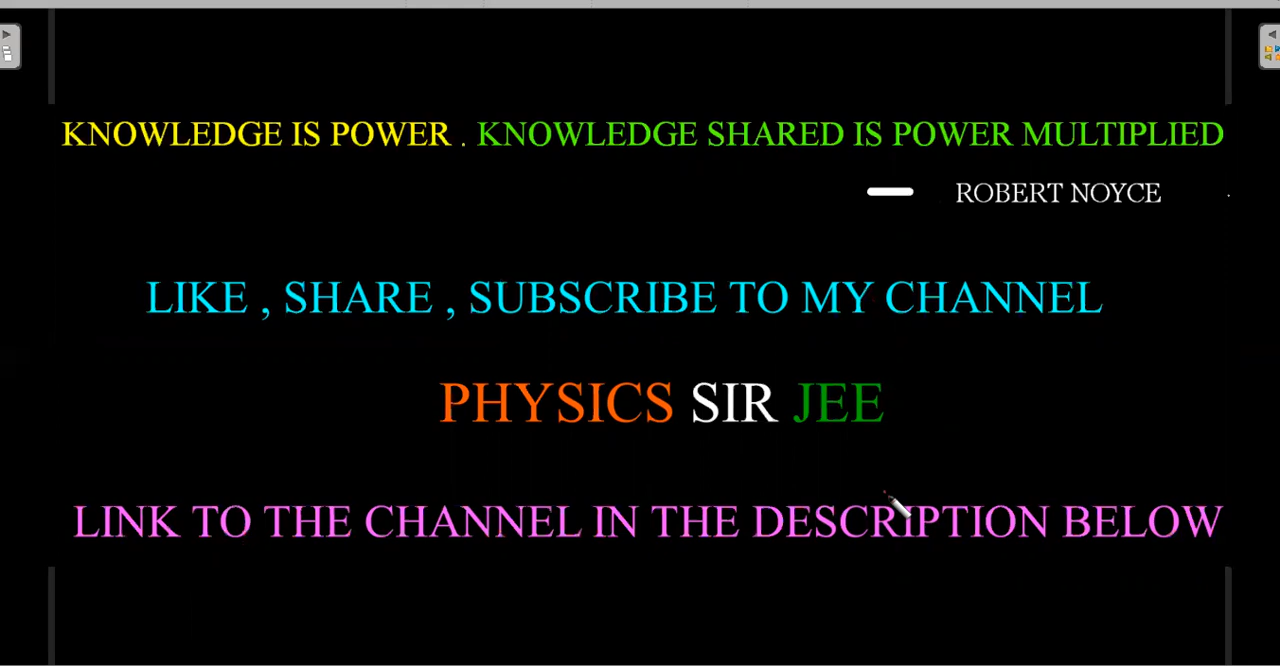 KNOWLEDGE IS POWER . KNOWLEDGE SHARED IS POWER MULTIPLIED
— ROBERT NOYCE
LIKE , SHARE , SUBSCRIBE TO MY CHANNEL
PHYSICS SIR JEE
LINK TO THE CHANNEL IN THE DESCRIPTION BELOW